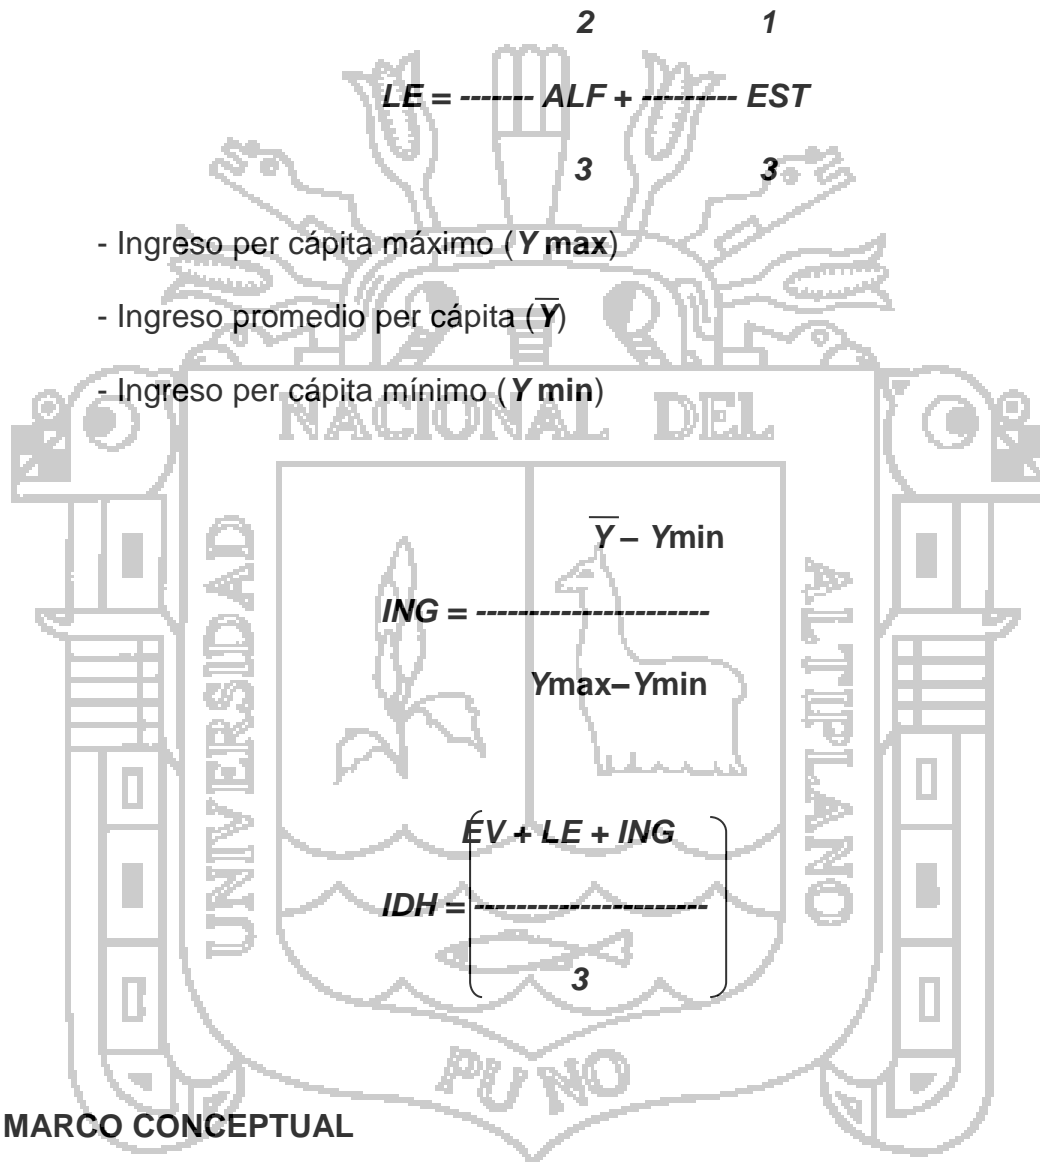 2 1
LE = ------- ALF + --------- EST
3 3
- Ingreso per cápita máximo (Y max)
- Ingreso promedio per cápita (Y̅)
- Ingreso per cápita mínimo (Y min)
NACIONAL DEL
Y̅ – Ymin
ING = ----------------------
Ymax–Ymin
UNIVERSIDAD
ALTIPLANO
EV + LE + ING
IDH = ----------------------
3
PUNO
MARCO CONCEPTUAL